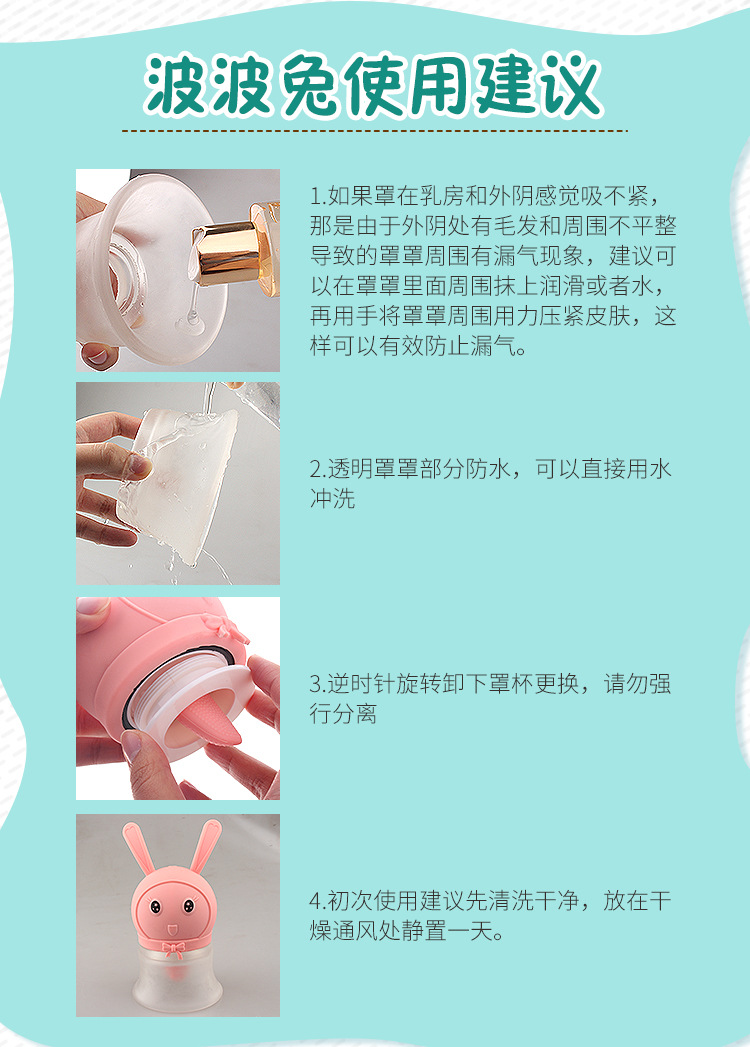 波波兔使用建议
1.如果罩在乳房和外阴感觉吸不紧，
那是由于外阴处有毛发和周围不平整
导致的罩罩周围有漏气现象，建议可
以在罩罩里面周围抹上润滑或者水，
再用手将罩罩周围用力压紧皮肤，这
样可以有效防止漏气。
2.透明罩罩部分防水，可以直接用水
冲洗
3.逆时针旋转卸下罩杯更换，请勿强
行分离
4.初次使用建议先清洗干净，放在干
燥通风处静置一天。